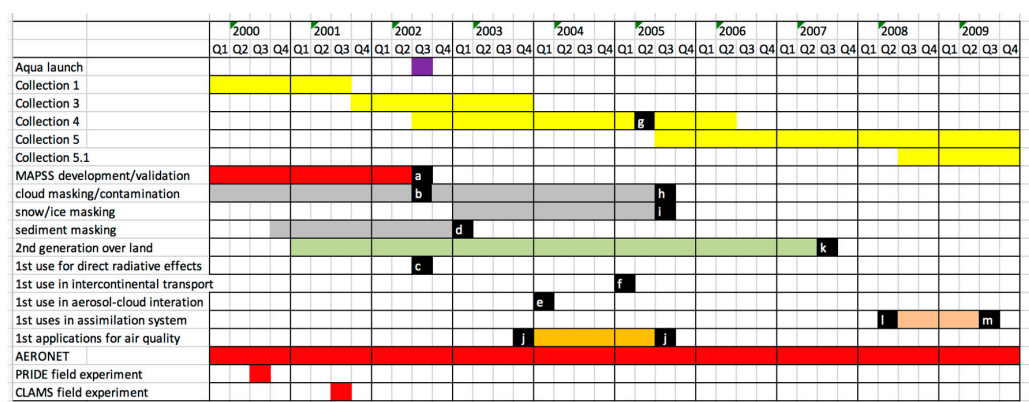 2000 2001 2002 2003 2004 2005 2006 2007 2008 2009
Q1 Q2 Q3 Q4 Q1 Q2 Q3 Q4 Q1 Q2 Q3 Q4 Q1 Q2 Q3 Q4 Q1 Q2 Q3 Q4 Q1 Q2 Q3 Q4 Q1 Q2 Q3 Q4 Q1 Q2 Q3 Q4 Q1 Q2 Q3 Q4 Q1 Q2 Q3 Q4
Aqua launch
Collection 1
Collection 3
Collection 4 g
Collection 5
Collection 5.1
MAPSS development/validation a
cloud masking/contamination b h
snow/ice masking i
sediment masking d
2nd generation over land k
1st use for direct radiative effects c
1st use in intercontinental transport f
1st use in aerosol-cloud interation e
1st uses in assimilation system l m
1st applications for air quality j j
AERONET
PRIDE field experiment
CLAMS field experiment